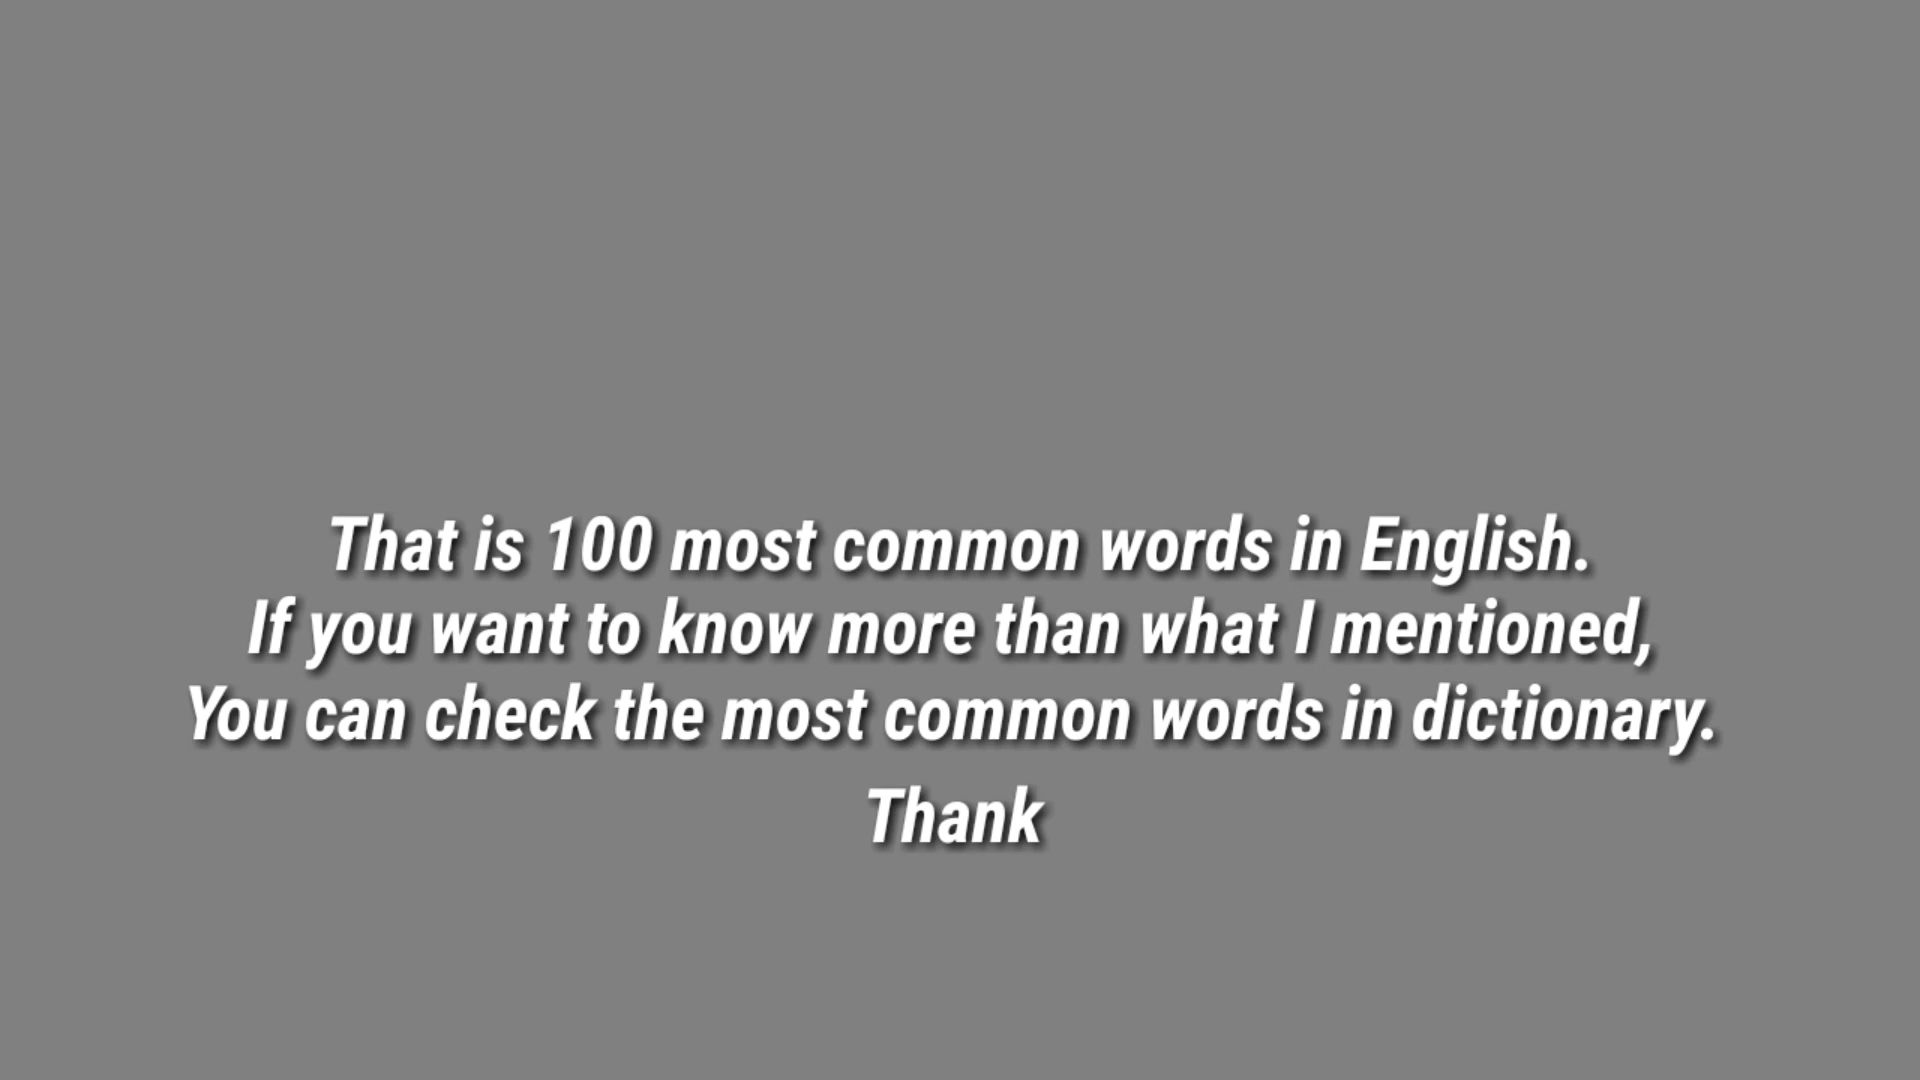 That is 100 most common words in English.
If you want to know more than what I mentioned,
You can check the most common words in dictionary.
Thank